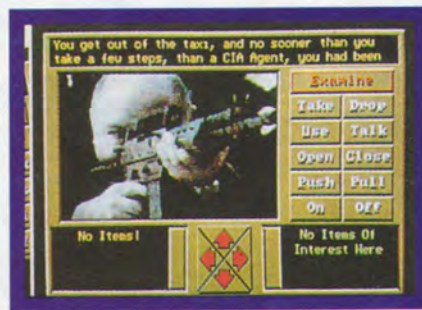 You get out of the taxi, and no sooner than you
take a few steps, than a CIA Agent, you had been
Examine
Take Drop
Use Talk
Open Close
Push Pull
On Off
No Items!
No Items Of
Interest Here